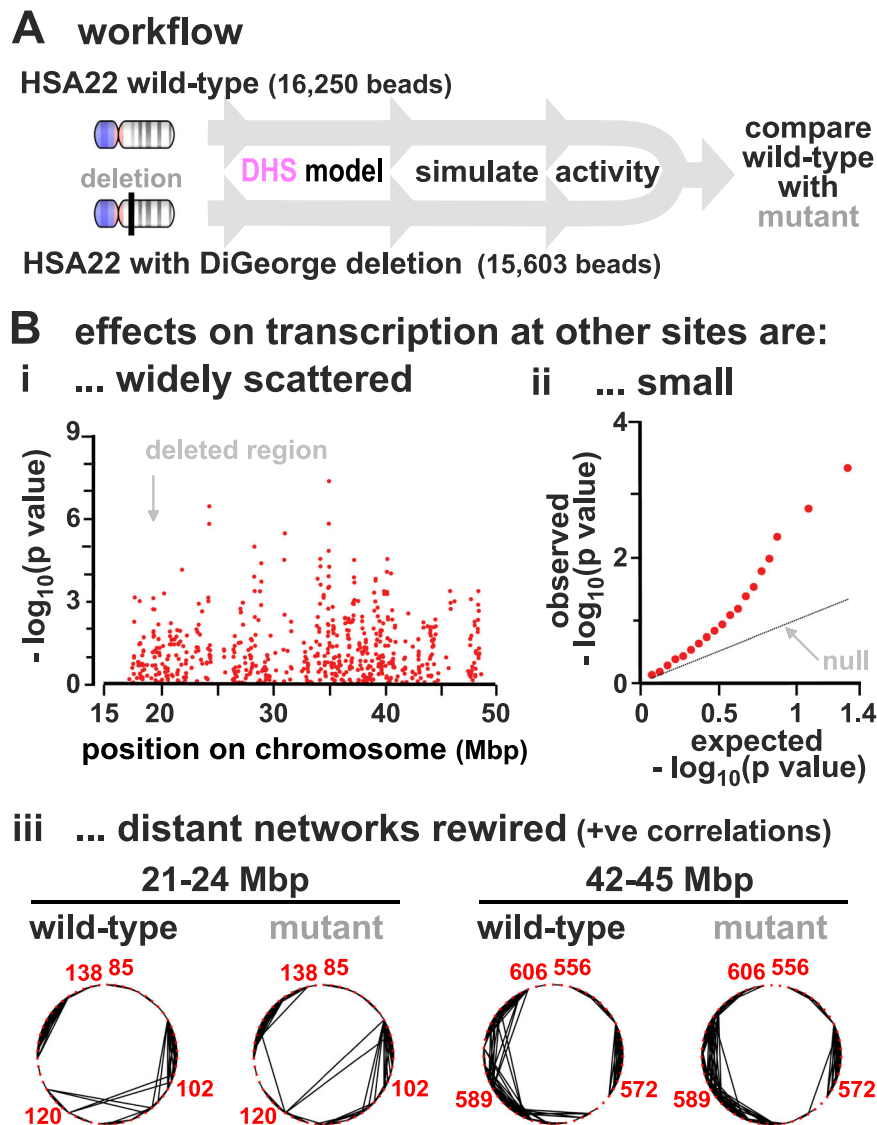 A workflow
HSA22 wild-type (16,250 beads)
deletion
DHS model
simulate
activity
compare
wild-type
with
mutant
HSA22 with DiGeorge deletion (15,603 beads)
B effects on transcription at other sites are:
i ... widely scattered
- log10(p value)
9
6
3
0
deleted region
15
20
30
40
50
position on chromosome (Mbp)
ii ... small
observed
- log10(p value)
4
2
0
null
0
0.5
1
1.4
expected
- log10(p value)
iii ... distant networks rewired (+ve correlations)
21-24 Mbp
wild-type
mutant
138 85
102
120
138 85
102
120
42-45 Mbp
wild-type
mutant
606 556
572
589
606 556
572
589